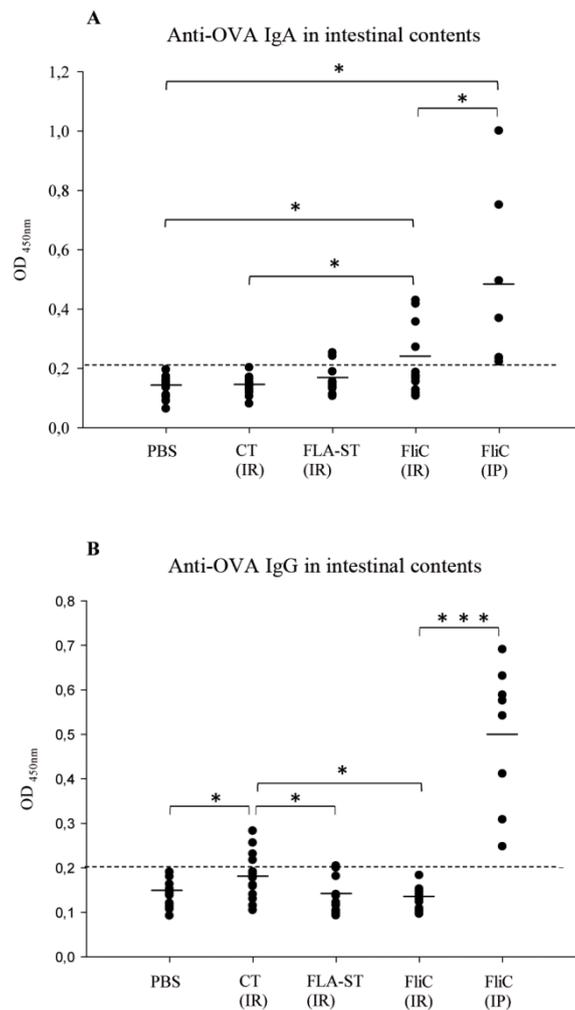 A
Anti-OVA IgA in intestinal contents
1,2
1,0
0,8
0,6
0,4
0,2
0,0
OD 450nm
*
*
*
*
PBS CT FLA-ST FliC FliC
(IR) (IR) (IR) (IP)
B
Anti-OVA IgG in intestinal contents
0,8
0,7
0,6
0,5
0,4
0,3
0,2
0,1
0,0
OD 450nm
* * *
*
* *
PBS CT FLA-ST FliC FliC
(IR) (IR) (IR) (IP)